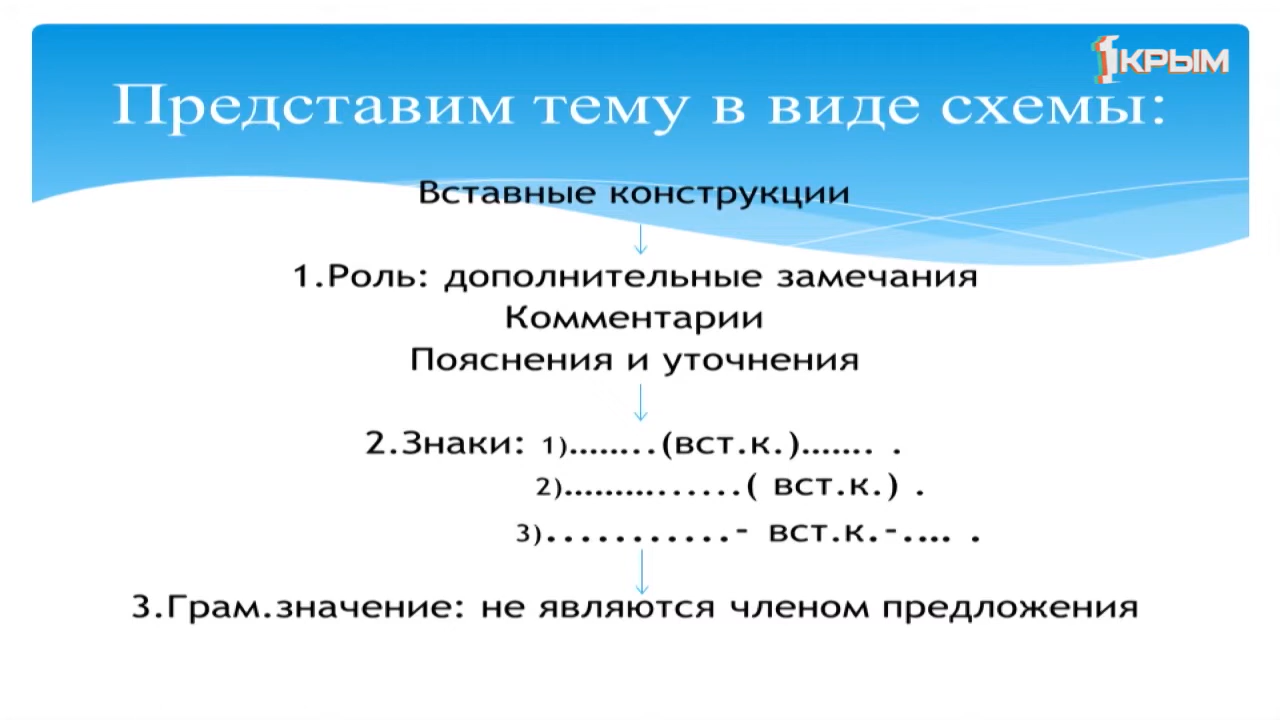 1КРЫМ
Представим тему в виде схемы:
Вставные конструкции
1.Роль: дополнительные замечания
Комментарии
Пояснения и уточнения
2.Знаки: 1)........(вст.к.)....... .
2)...............( вст.к.) .
3)...........- вст.к.-.... .
3.Грам.значение: не являются членом предложения